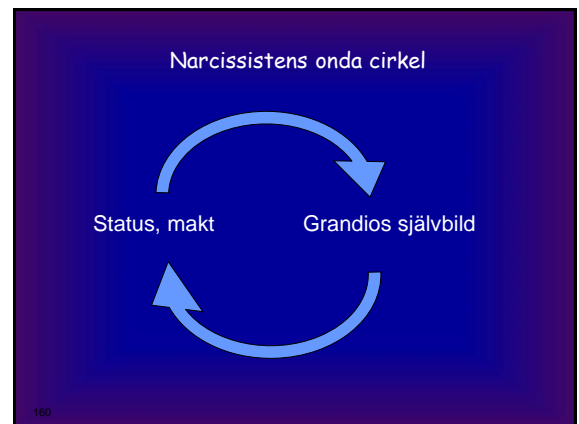 Narcissistens onda cirkel
Status, makt
Grandios självbild
160